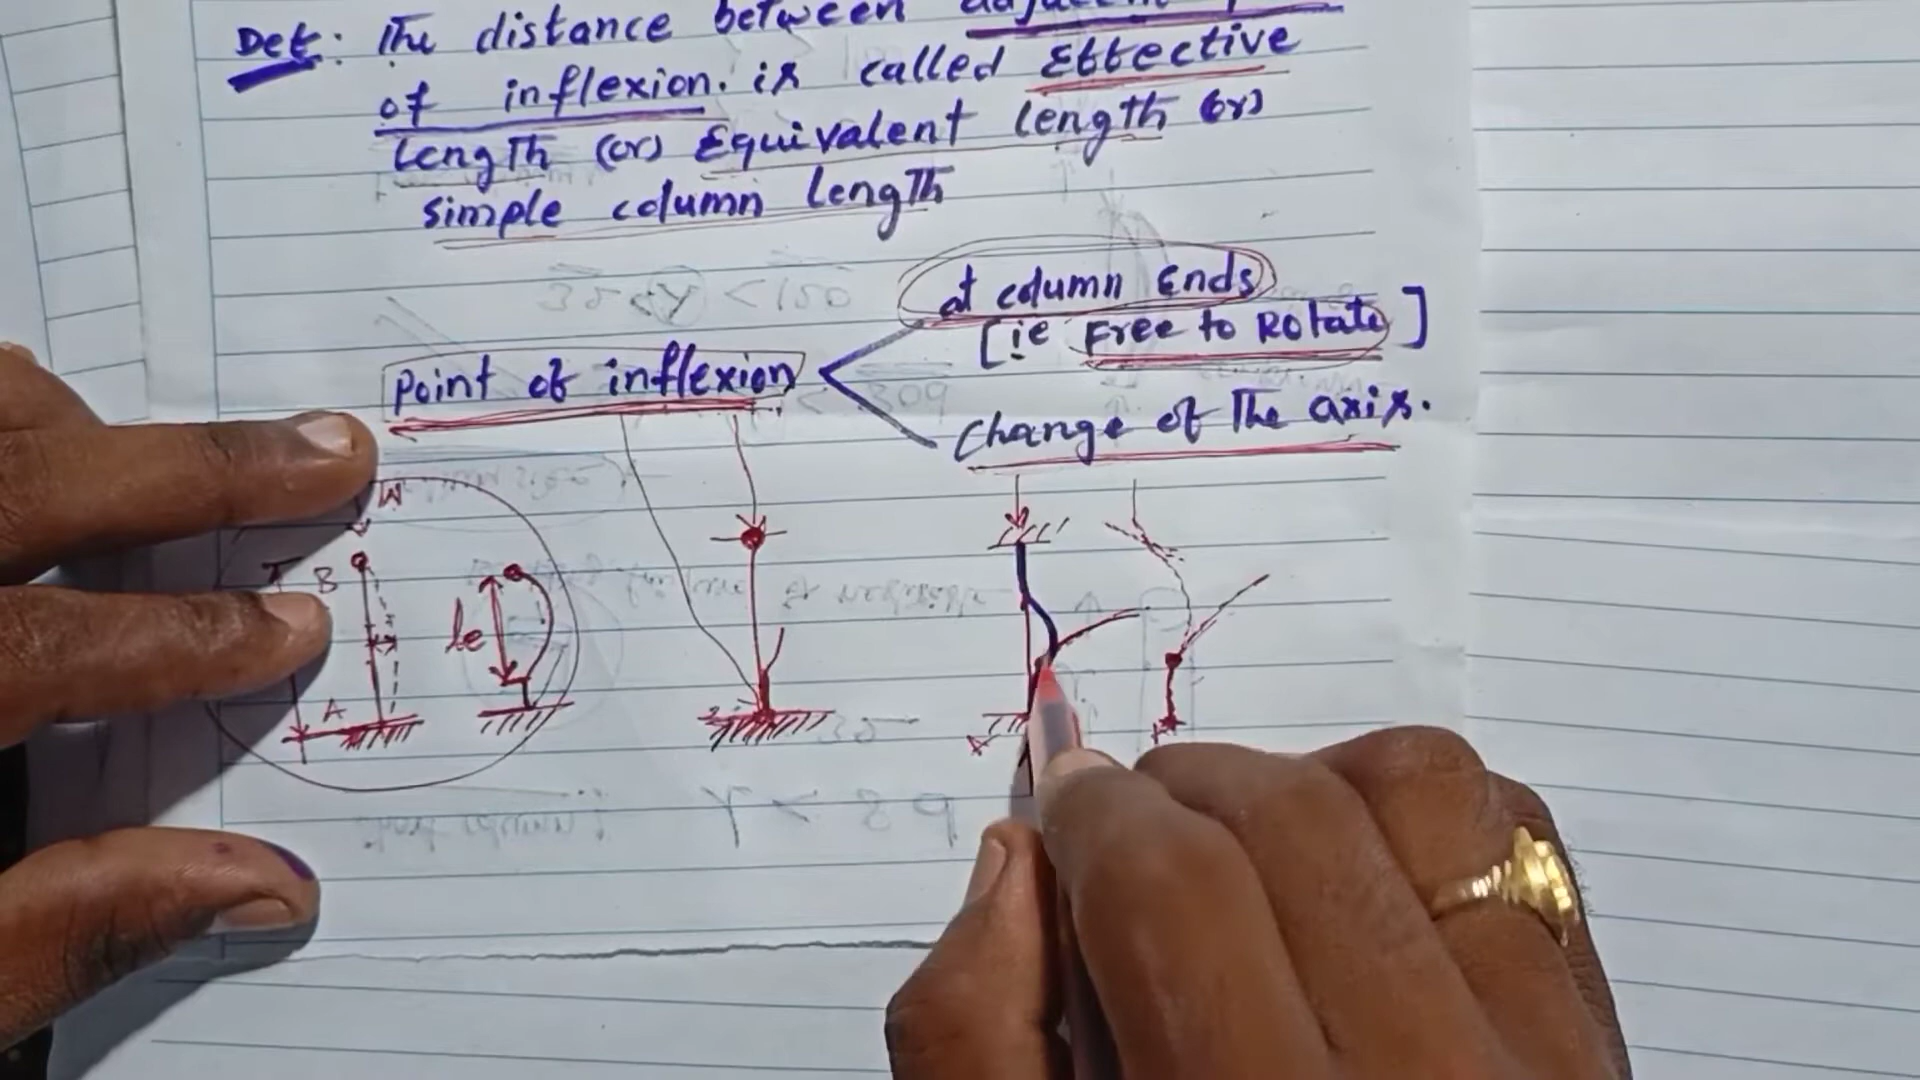 Def: The distance between
of inflexion. is called Effective
length (or) Equivalent length (or)
simple column length
at column Ends
[ie Free to Rotate]
Point of inflexion
change of The axis.
W
B
le
A
A